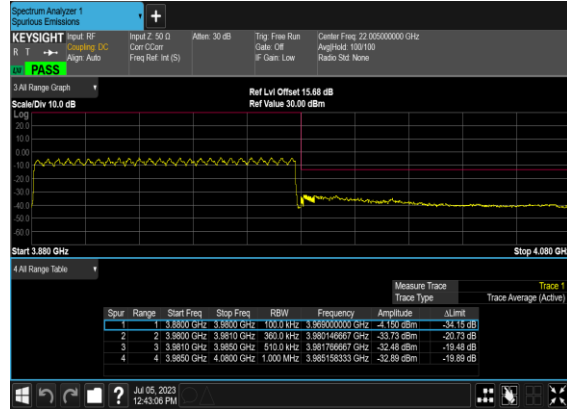 Spectrum Analyzer 1
Spurious Emissions
+
KEYSIGHT Input: RF Input Z: 50 Ω Atten: 30 dB Trig: Free Run Center Freq: 22.005000000 GHz
R T Coupling: DC Corr CCorr Gate: Off Avg|Hold: 100/100
Align: Auto Freq Ref: Int (S) IF Gain: Low Radio Std: None
PASS
3 All Range Graph
Ref Lvl Offset 15.68 dB
Scale/Div 10.0 dB Ref Value 30.00 dBm
Log
20.0
10.0
0.00
-10.0
-20.0
-30.0
-40.0
-50.0
-60.0
Start 3.880 GHz Stop 4.080 GH
4 All Range Table
Measure Trace Trace 1
Trace Type Trace Average (Active)
Spur Range Start Freq Stop Freq RBW Frequency Amplitude ΔLimit
1 1 3.8800 GHz 3.9800 GHz 100.0 kHz 3.969000000 GHz -4.150 dBm -34.15 dB
2 2 3.9800 GHz 3.9810 GHz 360.0 kHz 3.980146667 GHz -33.73 dBm -20.73 dB
3 3 3.9810 GHz 3.9850 GHz 510.0 kHz 3.981766667 GHz -32.48 dBm -19.48 dB
4 4 3.9850 GHz 4.0800 GHz 1.000 MHz 3.985158333 GHz -32.89 dBm -19.89 dB
? Jul 05, 2023
12:43:06 PM